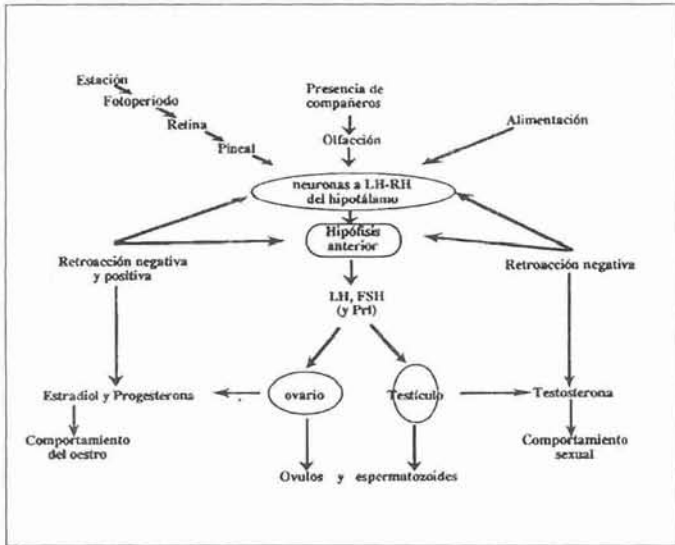 Estación
Fotoperiodo
Retina
Pineal
Presencia de
compañeros
Olfacción
Alimentación
neuronas a LH-RH
del hipotálamo
Hipófisis
anterior
Retroacción negativa
y positiva
Retroacción negativa
LH, FSH
(y Prl)
Estradiol y Progesterona
ovario
Testículo
Testosterona
Comportamiento
del oestro
Comportamiento
sexual
Ovulos y espermatozoides